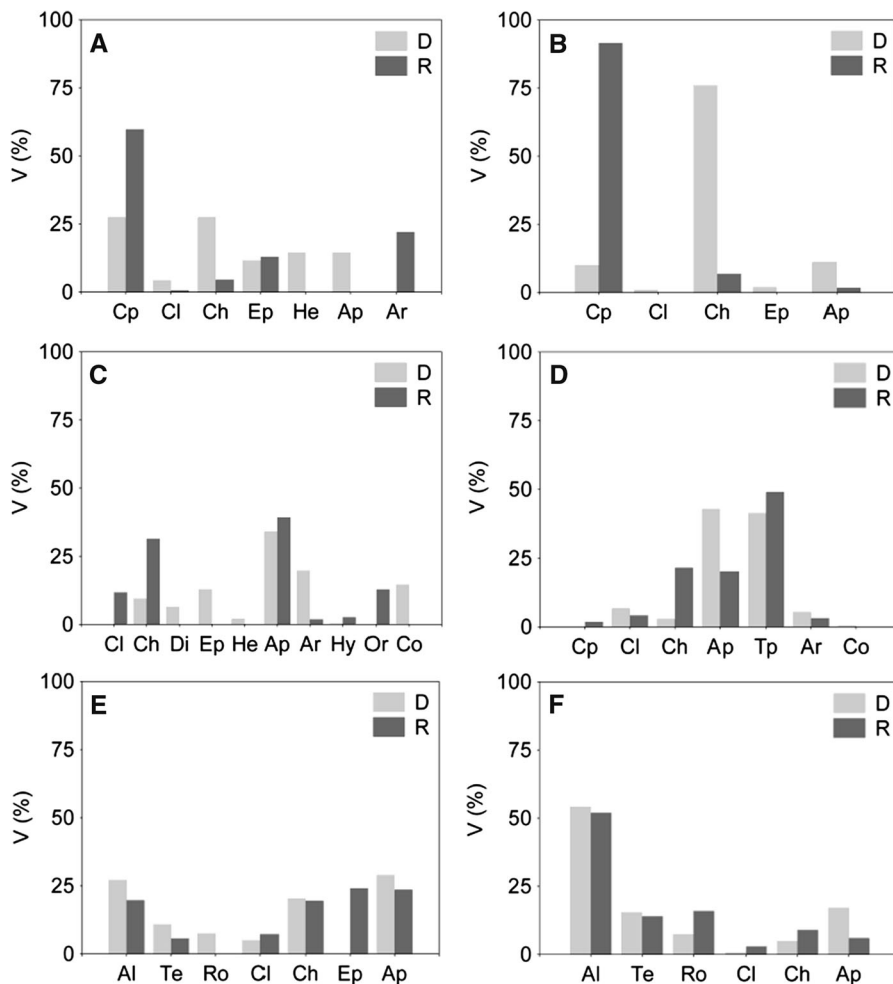 A
D
R
100
75
50
25
0
V (%)
Cp Cl Ch Ep He Ap Ar
B
D
R
100
75
50
25
0
V (%)
Cp Cl Ch Ep Ap
C
D
R
100
75
50
25
0
V (%)
Cl Ch Di Ep He Ap Ar Hy Or Co
D
D
R
100
75
50
25
0
V (%)
Cp Cl Ch Ap Tp Ar Co
E
D
R
100
75
50
25
0
V (%)
Al Te Ro Cl Ch Ep Ap
F
D
R
100
75
50
25
0
V (%)
Al Te Ro Cl Ch Ap